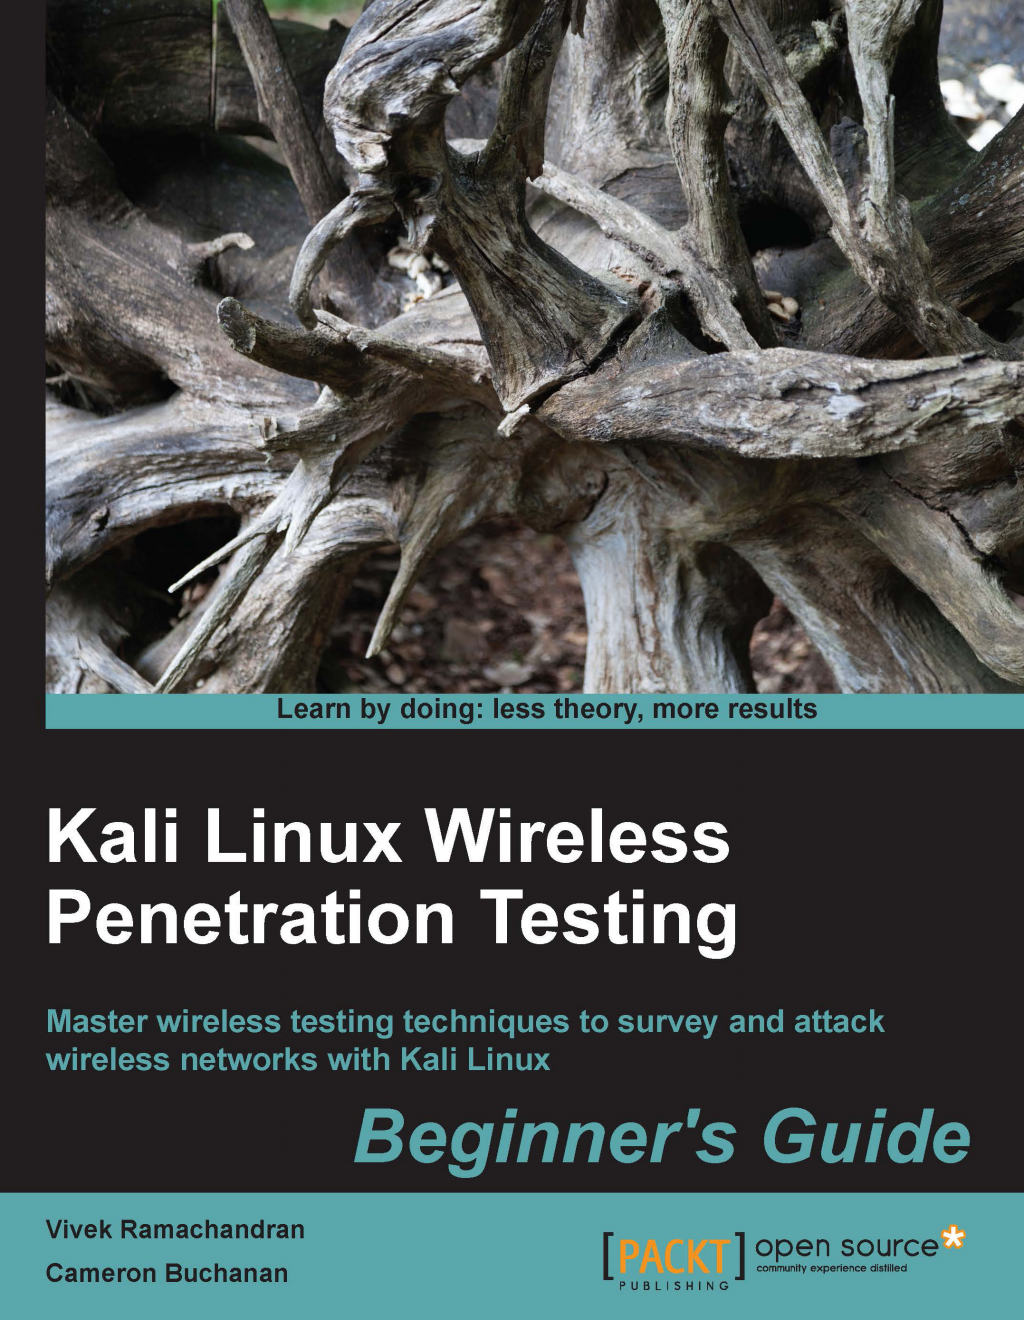 Learn by doing: less theory, more results
Kali Linux Wireless
Penetration Testing
Master wireless testing techniques to survey and attack
wireless networks with Kali Linux
Beginner's Guide
Vivek Ramachandran
Cameron Buchanan
[PACKT]
PUBLISHING
open source*
community experience distilled